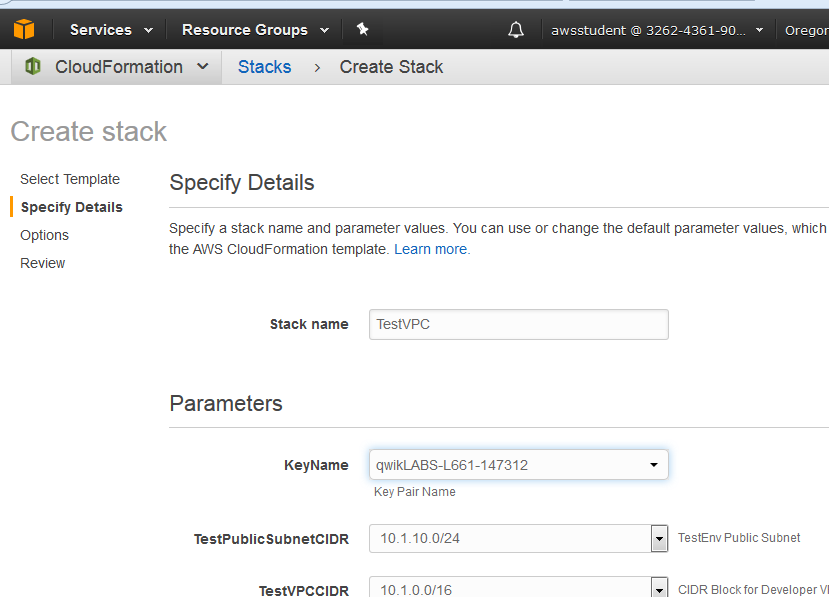 Services Resource Groups awsstudent @ 3262-4361-90... Oregon
CloudFormation Stacks > Create Stack
Create stack
Select Template
Specify Details
Options
Review
Specify Details
Specify a stack name and parameter values. You can use or change the default parameter values, which
the AWS CloudFormation template. Learn more.
Stack name TestVPC
Parameters
KeyName qwikLABS-L661-147312
Key Pair Name
TestPublicSubnetCIDR 10.1.10.0/24 TestEnv Public Subnet
TestVPCCIDR 10.1.0.0/16 CIDR Block for Developer